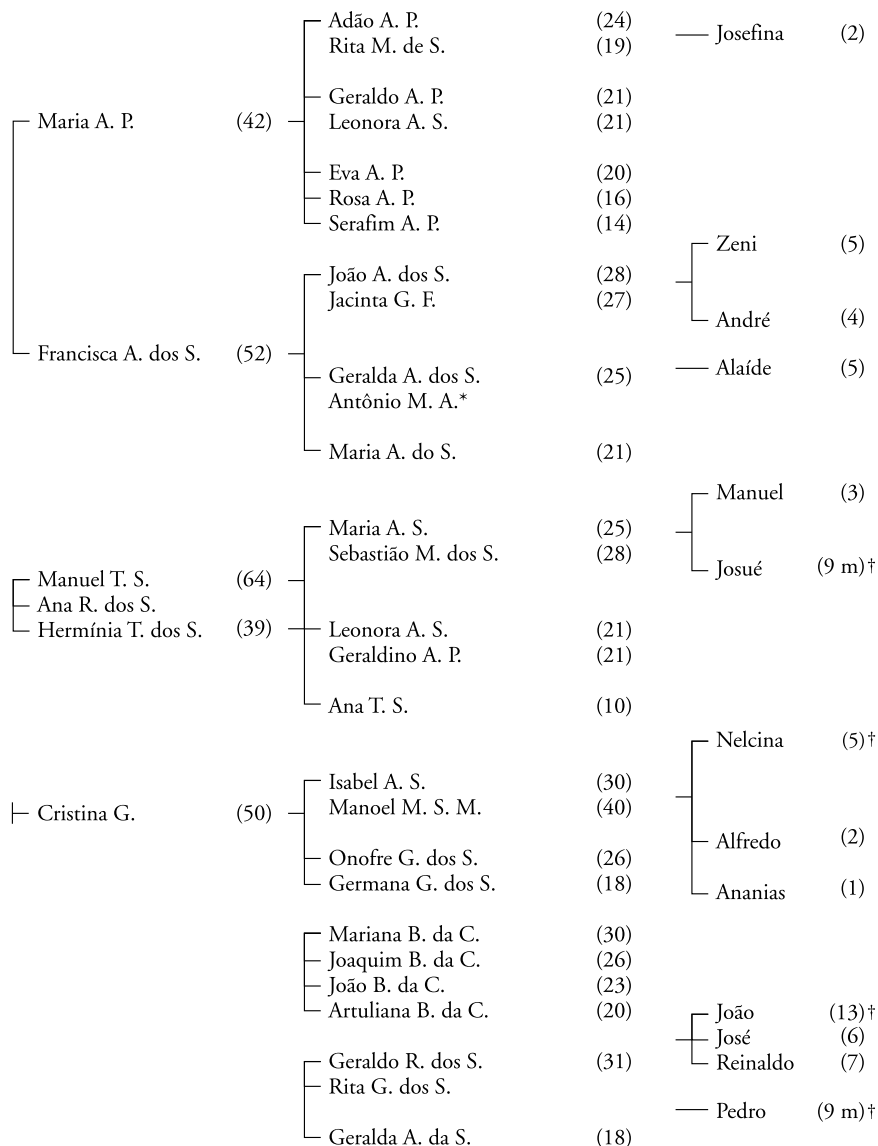 Adão A. P. (24)
Josefina (2)
Rita M. de S. (19)
Geraldo A. P. (21)
Maria A. P. (42)
Leonora A. S. (21)
Eva A. P. (20)
Rosa A. P. (16)
Serafim A. P. (14)
Zeni (5)
João A. dos S. (28)
Jacinta G. F. (27)
André (4)
Francisca A. dos S. (52)
Alaíde (5)
Geralda A. dos S. (25)
Antônio M. A.*
Maria A. do S. (21)
Manuel (3)
Maria A. S. (25)
Sebastião M. dos S. (28)
Josué (9 m)†
Manuel T. S. (64)
Ana R. dos S.
Hermínia T. dos S. (39)
Leonora A. S. (21)
Geraldino A. P. (21)
Ana T. S. (10)
Nelcina (5)†
Isabel A. S. (30)
Manoel M. S. M. (40)
Cristina G. (50)
Alfredo (2)
Onofre G. dos S. (26)
Germana G. dos S. (18)
Ananias (1)
Mariana B. da C. (30)
Joaquim B. da C. (26)
João B. da C. (23)
Artuliana B. da C. (20)
João (13)†
José (6)
Reinaldo (7)
Geraldo R. dos S. (31)
Rita G. dos S.
Pedro (9 m)†
Geralda A. da S. (18)